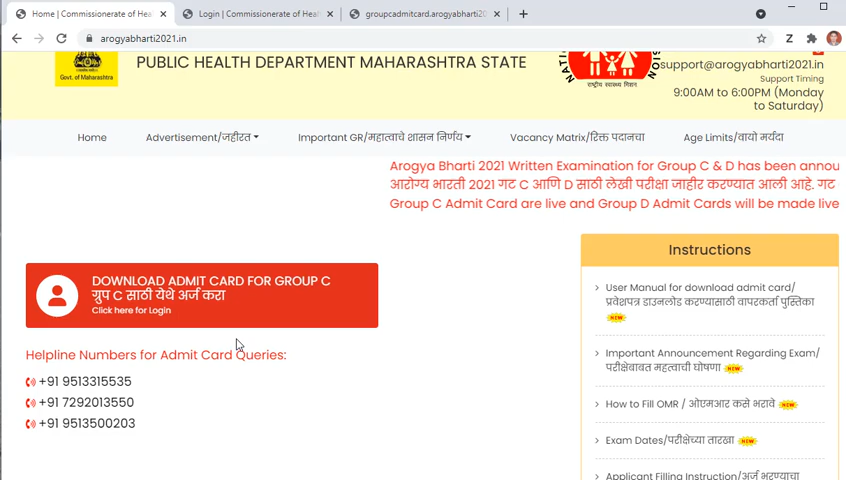 Home | Commissionerate of Hea
Login | Commissionerate of Heal
groupcadmitcard.arogyabharti20
arogyabharti2021.in
Z
Govt. of Maharashtra
PUBLIC HEALTH DEPARTMENT MAHARASHTRA STATE
राष्ट्रीय स्वास्थ्य मिशन
support@arogyabharti2021.in
Support Timing
9:00AM to 6:00PM (Monday
to Saturday)
Home
Advertisement/जहीरत
Important GR/महत्वाचे शासन निर्णय
Vacancy Matrix/रिक्त पदानचा
Age Limits/वायो मर्यदा
Arogya Bharti 2021 Written Examination for Group C & D has been annou
आरोग्य भारती 2021 गट C आणि D साठी लेखी परीक्षा जाहीर करण्यात आली आहे. गट
Group C Admit Card are live and Group D Admit Cards will be made live
DOWNLOAD ADMIT CARD FOR GROUP C
ग्रुप C साठी येथे अर्ज करा
Click here for Login
Helpline Numbers for Admit Card Queries:
+91 9513315535
+91 7292013550
+91 9513500203
Instructions
User Manual for download admit card/
प्रवेशपत्र डाउनलोड करण्यासाठी वापरकर्ता पुस्तिका
NEW
Important Announcement Regarding Exam/
परीक्षेबाबत महत्वाची घोषणा NEW
How to Fill OMR / ओएमआर कसे भरावे NEW
Exam Dates/परीक्षेच्या तारखा NEW
Applicant Filling Instruction/अर्ज भरण्याचा